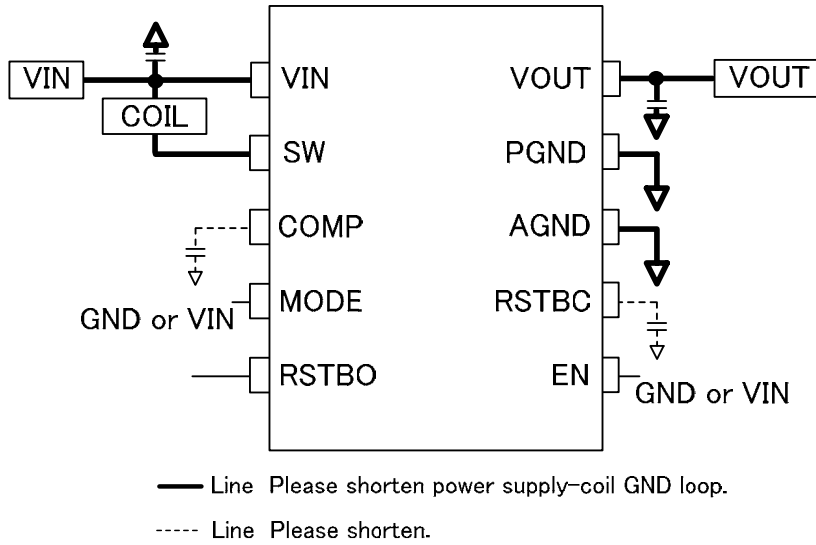 VIN
COIL
VIN
SW
COMP
MODE
RSTBO
GND or VIN
VOUT
PGND
AGND
RSTBC
EN
VOUT
GND or VIN
Line Please shorten power supply-coil GND loop.
Line Please shorten.